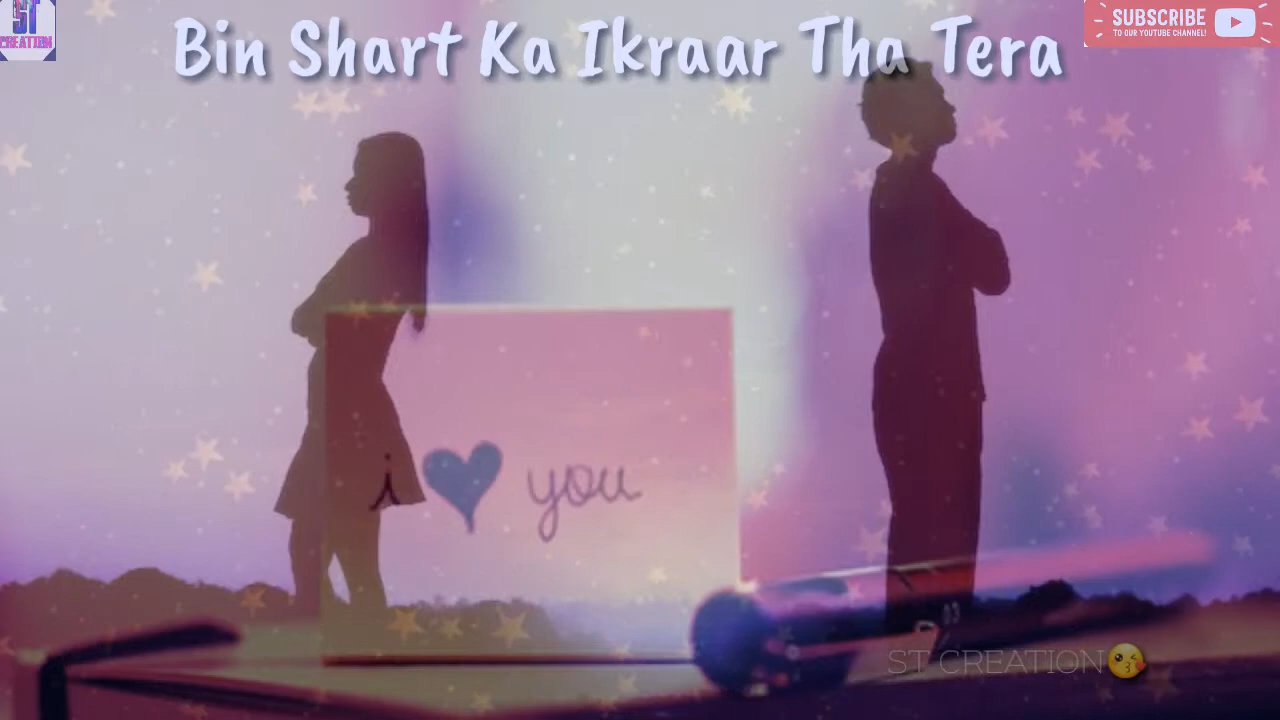 ST
CREATION
Bin Shart Ka Ikraar Tha Tera
SUBSCRIBE
TO OUR YOUTUBE CHANNEL!
i you
ST CREATION